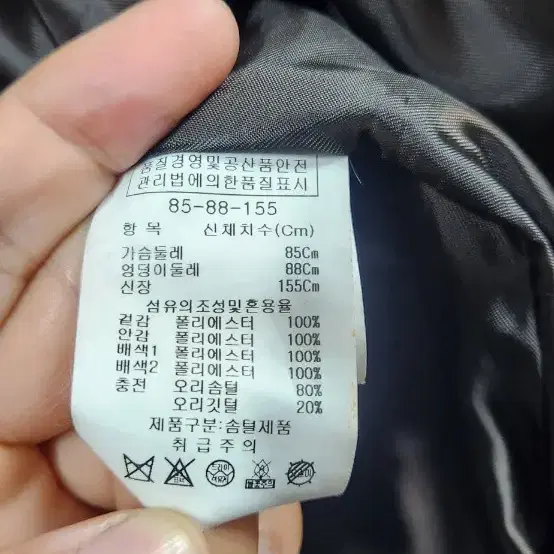 품질경영및공산품안전
관리법에의한품질표시
85-88-155
항 목 신체치수(Cm)
가슴둘레 85Cm
엉덩이둘레 88Cm
신장 155Cm
섬유의조성및혼용율
겉감 폴리에스터 100%
안감 폴리에스터 100%
배색1 폴리에스터 100%
배색2 폴리에스터 100%
충전 오리솜털 80%
오리깃털 20%
제품구분:솜털제품
취급주의
드라이